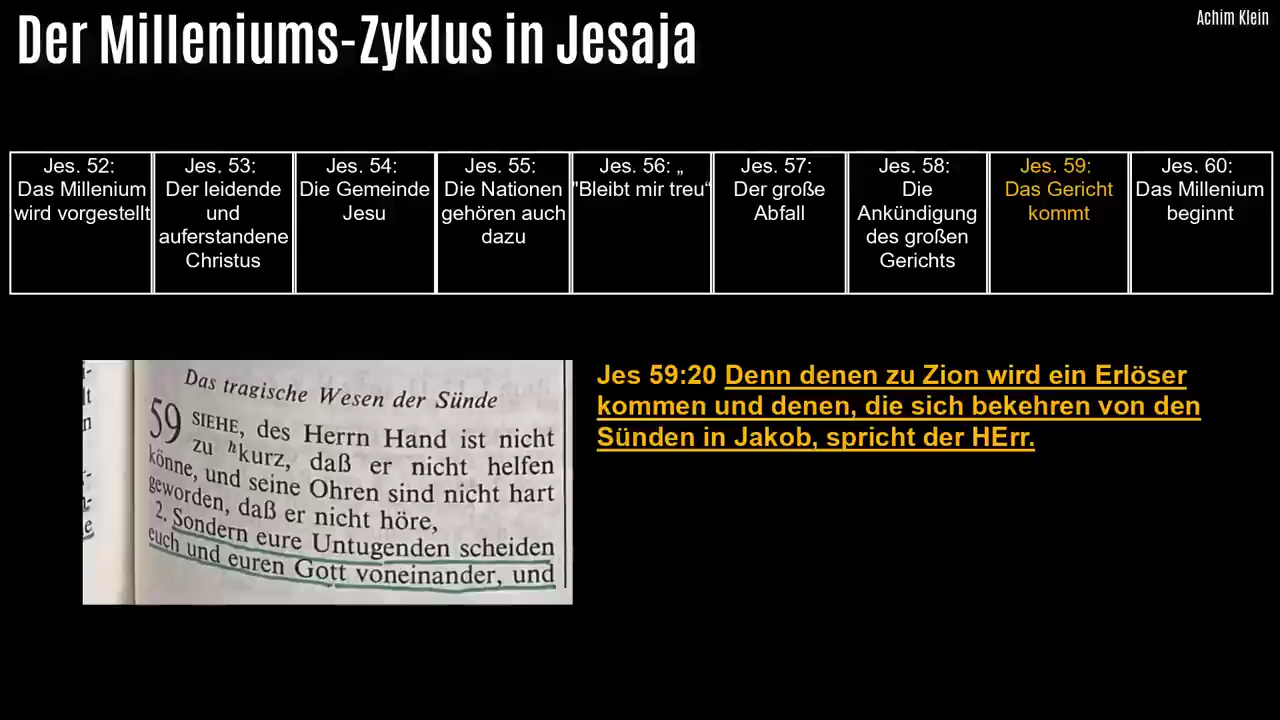 Der Milleniums-Zyklus in Jesaja
Achim Klein
Jes. 52:
Das Millenium
wird vorgestellt
Jes. 53:
Der leidende
und
auferstandene
Christus
Jes. 54:
Die Gemeinde
Jesu
Jes. 55:
Die Nationen
gehören auch
dazu
Jes. 56: „
"Bleibt mir treu“
Jes. 57:
Der große
Abfall
Jes. 58:
Die
Ankündigung
des großen
Gerichts
Jes. 59:
Das Gericht
kommt
Jes. 60:
Das Millenium
beginnt
Das tragische Wesen der Sünde
59 SIEHE, des Herrn Hand ist nicht
zu hkurz, daß er nicht helfen
könne, und seine Ohren sind nicht hart
geworden, daß er nicht höre,
2. Sondern eure Untugenden scheiden
euch und euren Gott voneinander, und
Jes 59:20 Denn denen zu Zion wird ein Erlöser
kommen und denen, die sich bekehren von den
Sünden in Jakob, spricht der HErr.